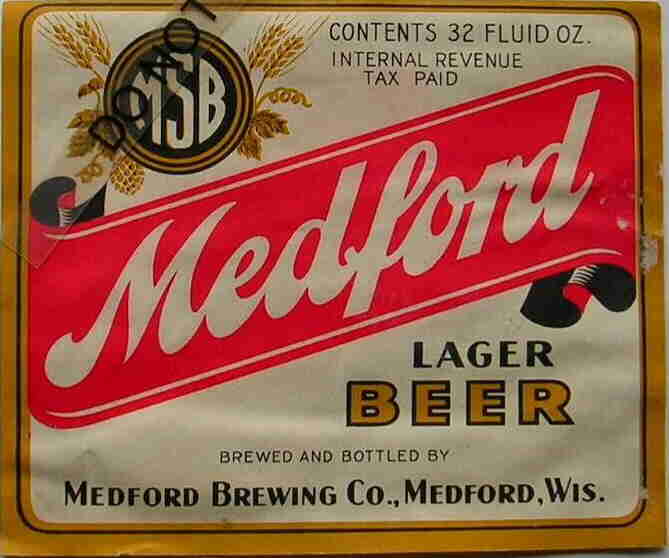 DO NOT
MSB
CONTENTS 32 FLUID OZ.
INTERNAL REVENUE
TAX PAID
Medford
LAGER
BEER
BREWED AND BOTTLED BY
MEDFORD BREWING CO., MEDFORD, WIS.